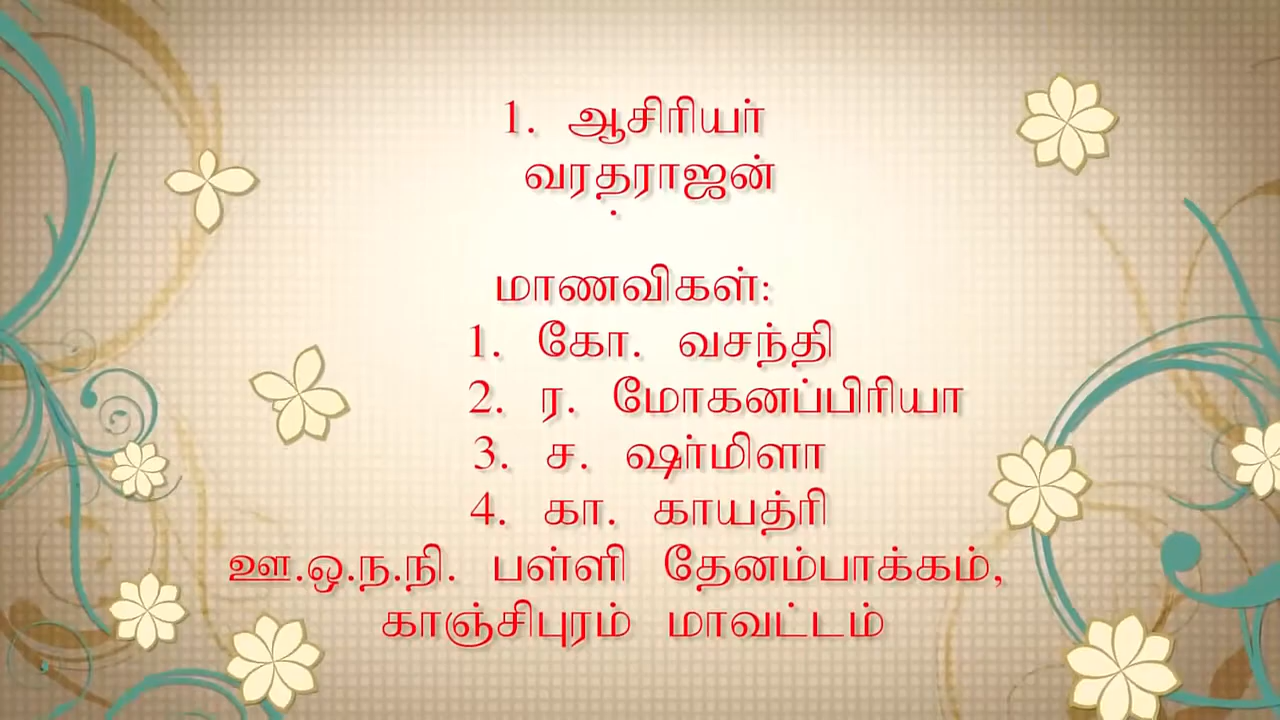 1. ஆசிரியர்
வரதராஜன்
.
மாணவிகள்:
1. கோ. வசந்தி
2. ர. மோகனப்பிரியா
3. ச. ஷர்மிளா
4. கா. காயத்ரி
ஊ.ஒ.ந.நி. பள்ளி தேனம்பாக்கம்,
காஞ்சிபுரம் மாவட்டம்